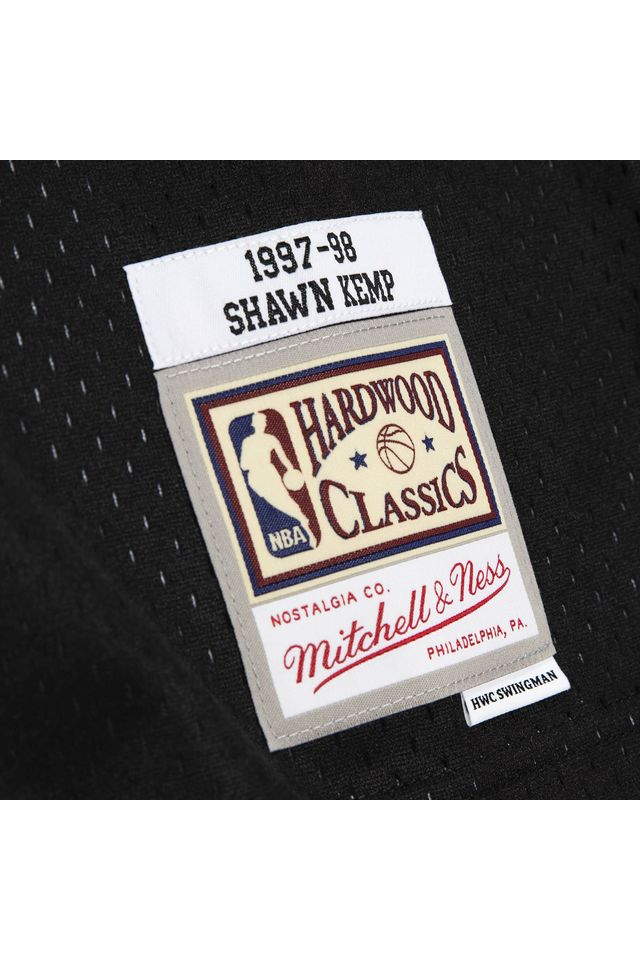 1997-98
SHAWN KEMP
HARDWOOD
CLASSICS
NBA
NOSTALGIA CO.
Mitchell & Ness
PHILADELPHIA, PA.
HWC SWINGMAN